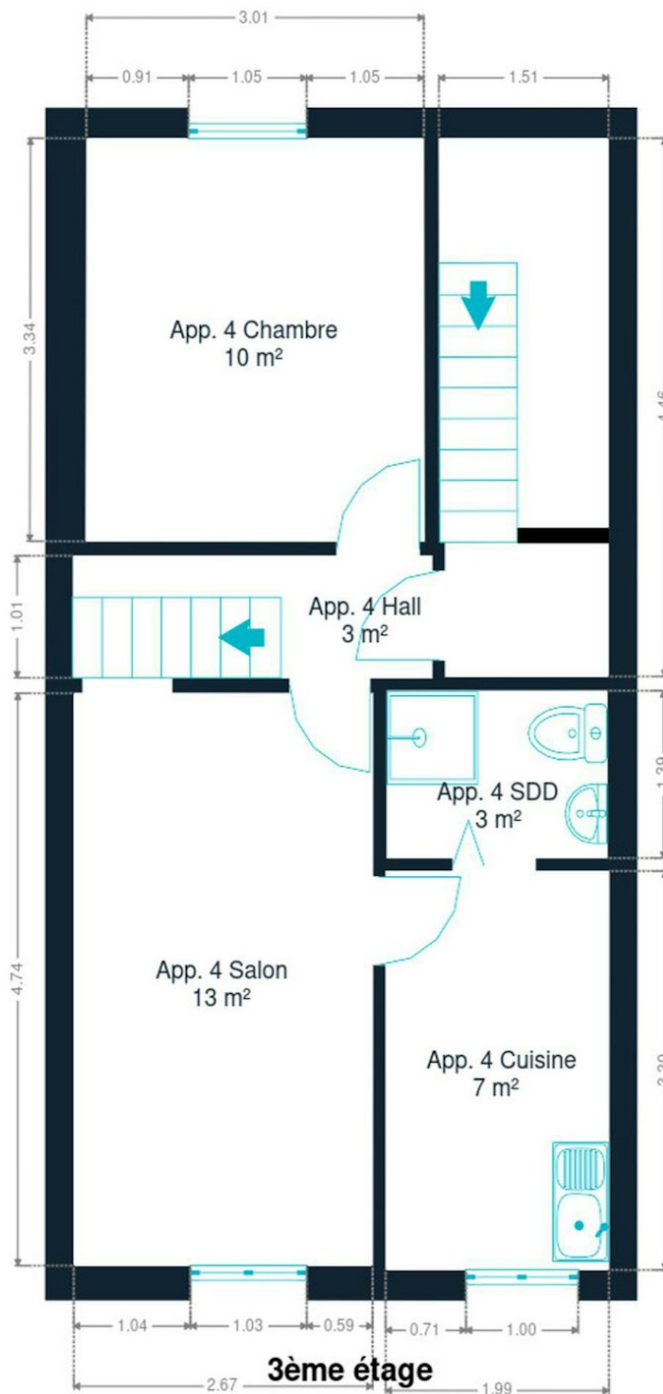 3.01
0.91
1.05
1.05
1.51
3.34
App. 4 Chambre
10 m²
1.01
App. 4 Hall
3 m²
App. 4 SDD
3 m²
4.74
App. 4 Salon
13 m²
App. 4 Cuisine
7 m²
1.04
1.03
0.59
0.71
1.00
2.67
3ème étage
1.99